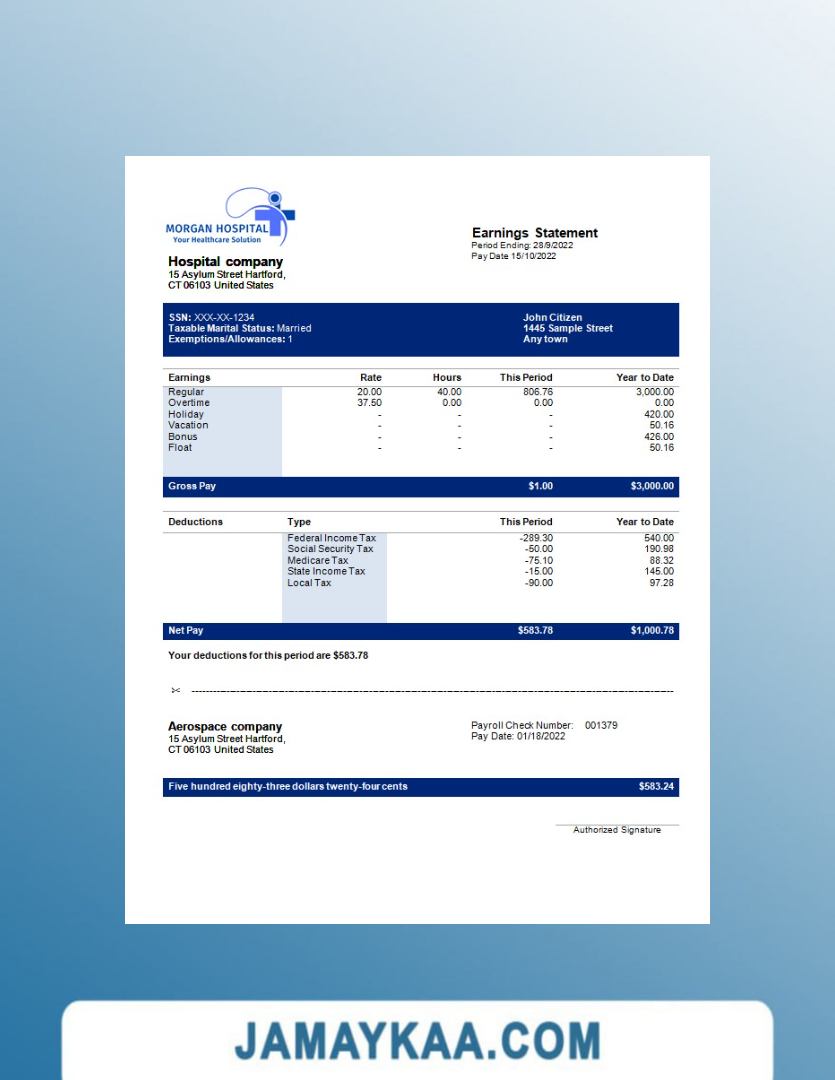 MORGAN HOSPITAL
Your Healthcare Solution
Hospital company
15 Asylum Street Hartford,
CT 06103 United States
Earnings Statement
Period Ending: 28/9/2022
Pay Date 15/10/2022
SSN: XXX-XX-1234
Taxable Marital Status: Married
Exemptions/Allowances: 1
John Citizen
1445 Sample Street
Any town
Earnings Rate Hours This Period Year to Date
Regular 20.00 40.00 806.76 3,000.00
Overtime 37.50 0.00 0.00 0.00
Holiday - - - 420.00
Vacation - - - 50.16
Bonus - - - 426.00
Float - - - 50.16
Gross Pay $1.00 $3,000.00
Deductions Type This Period Year to Date
Federal Income Tax -289.30 540.00
Social Security Tax -50.00 190.98
Medicare Tax -75.10 88.32
State Income Tax -15.00 145.00
Local Tax -90.00 97.28
Net Pay $583.78 $1,000.78
Your deductions for this period are $583.78
Aerospace company
15 Asylum Street Hartford,
CT 06103 United States
Payroll Check Number: 001379
Pay Date: 01/18/2022
Five hundred eighty-three dollars twenty-four cents $583.24
Authorized Signature
JAMAYKAA.COM